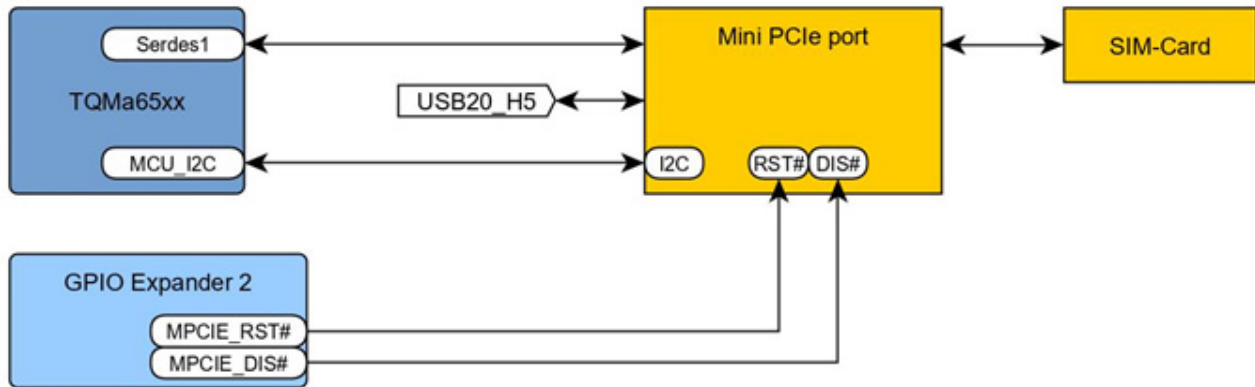 Serdes1
Mini PCIe port
SIM-Card
TQMa65xx
USB20_H5
MCU_I2C
I2C
RST#
DIS#
GPIO Expander 2
MPCIE_RST#
MPCIE_DIS#